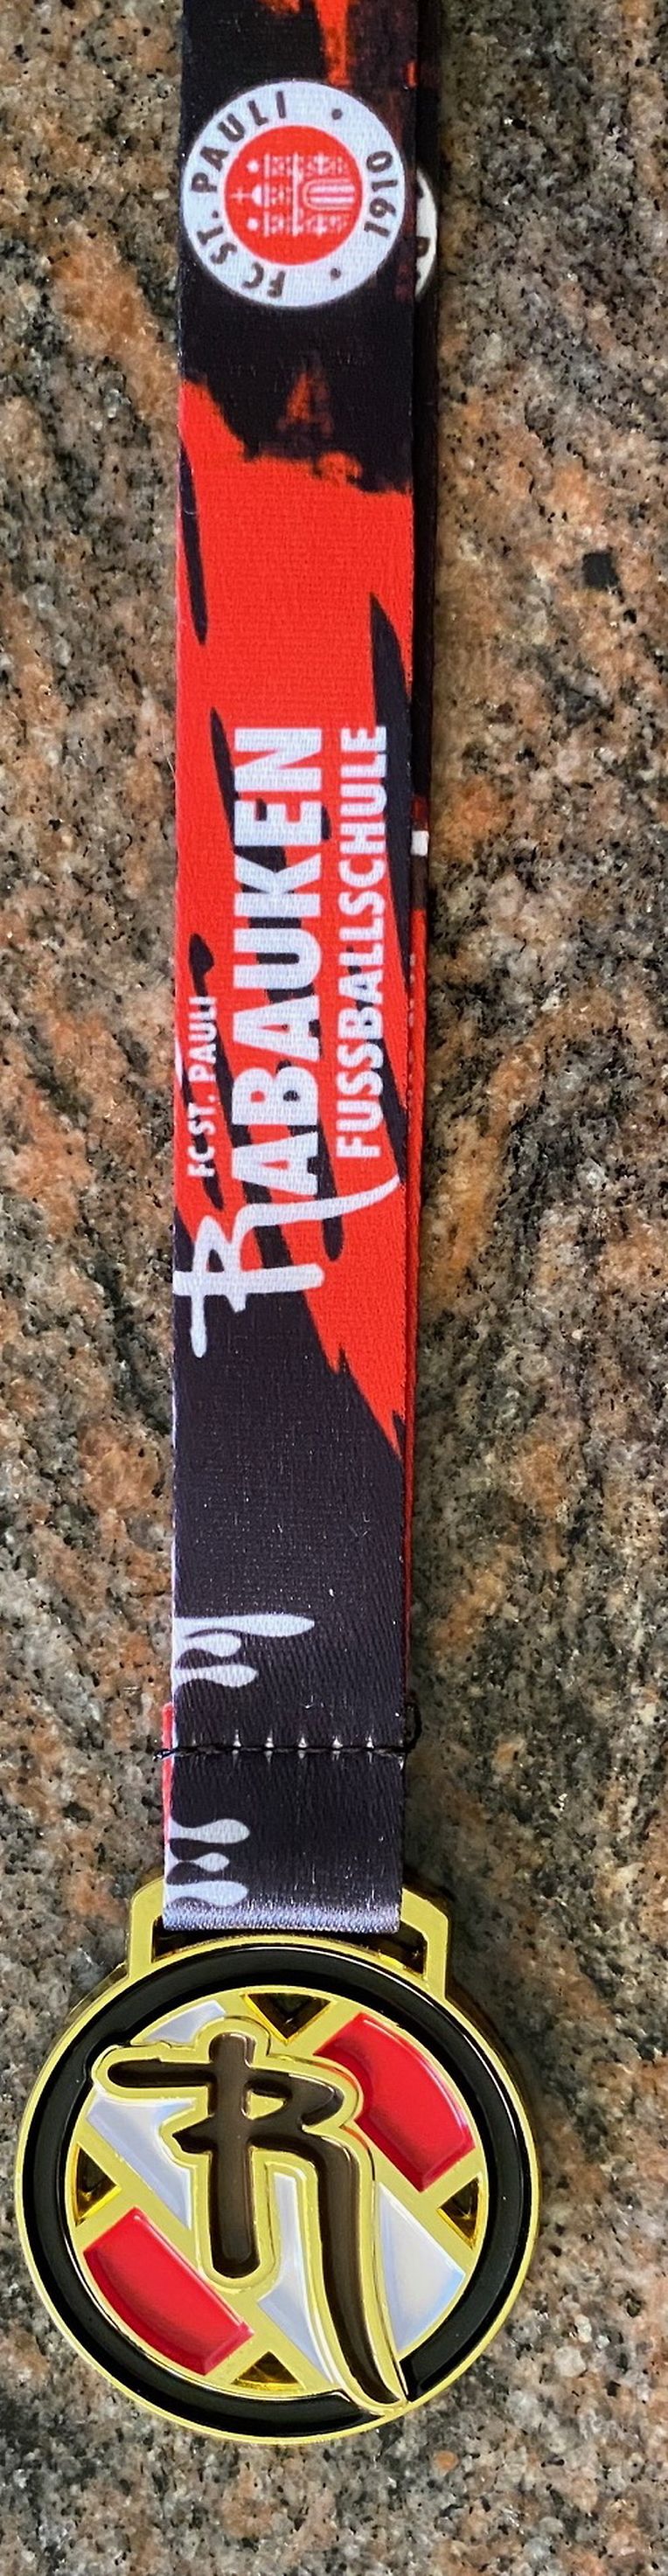 FC ST. PAULI • 1910 •
FC ST. PAULI
RABAUKEN
FUSSBALLSCHULE
R